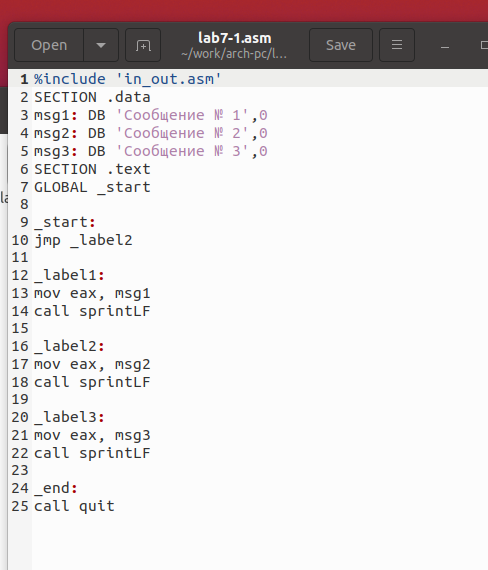 Open
lab7-1.asm
~/work/arch-pc/l...
Save
1 %include 'in_out.asm'
2 SECTION .data
3 msg1: DB 'Сообщение № 1',0
4 msg2: DB 'Сообщение № 2',0
5 msg3: DB 'Сообщение № 3',0
6 SECTION .text
7 GLOBAL _start
8
9 _start:
10 jmp _label2
11
12 _label1:
13 mov eax, msg1
14 call sprintLF
15
16 _label2:
17 mov eax, msg2
18 call sprintLF
19
20 _label3:
21 mov eax, msg3
22 call sprintLF
23
24 _end:
25 call quit